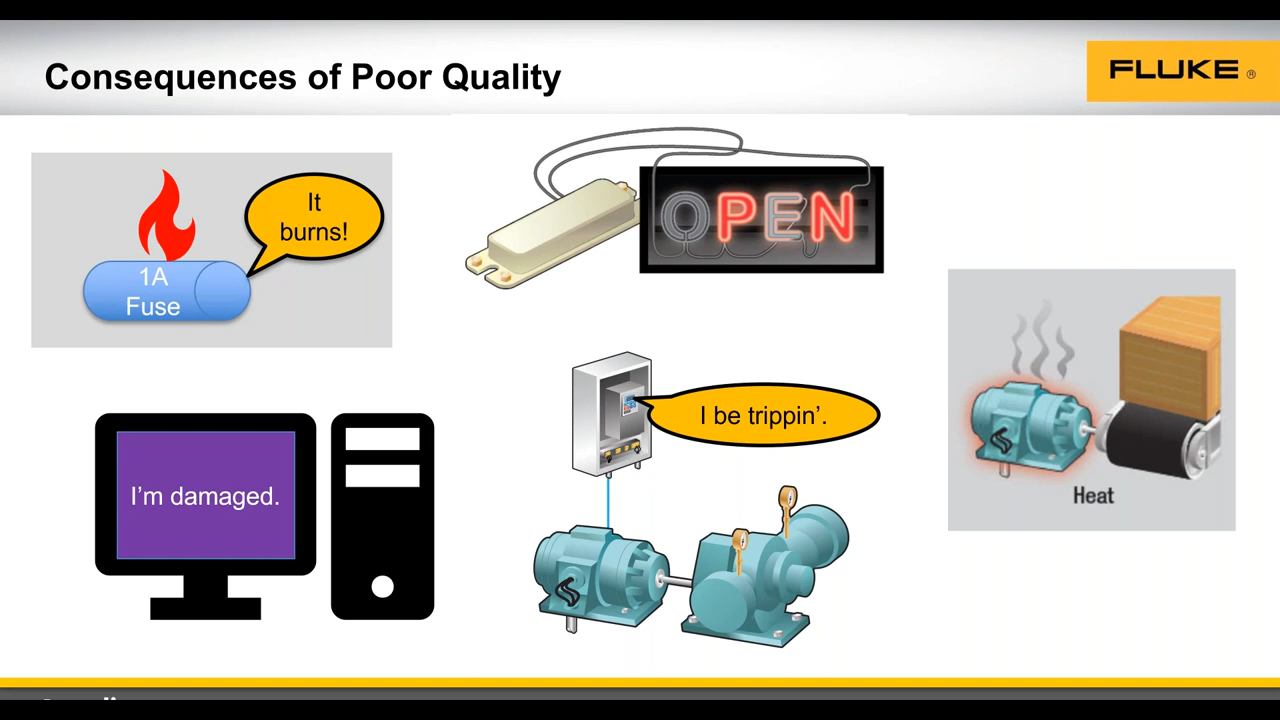 Consequences of Poor Quality
FLUKE ®
It
burns!
1A
Fuse
OPEN
I be trippin’.
I’m damaged.
Heat